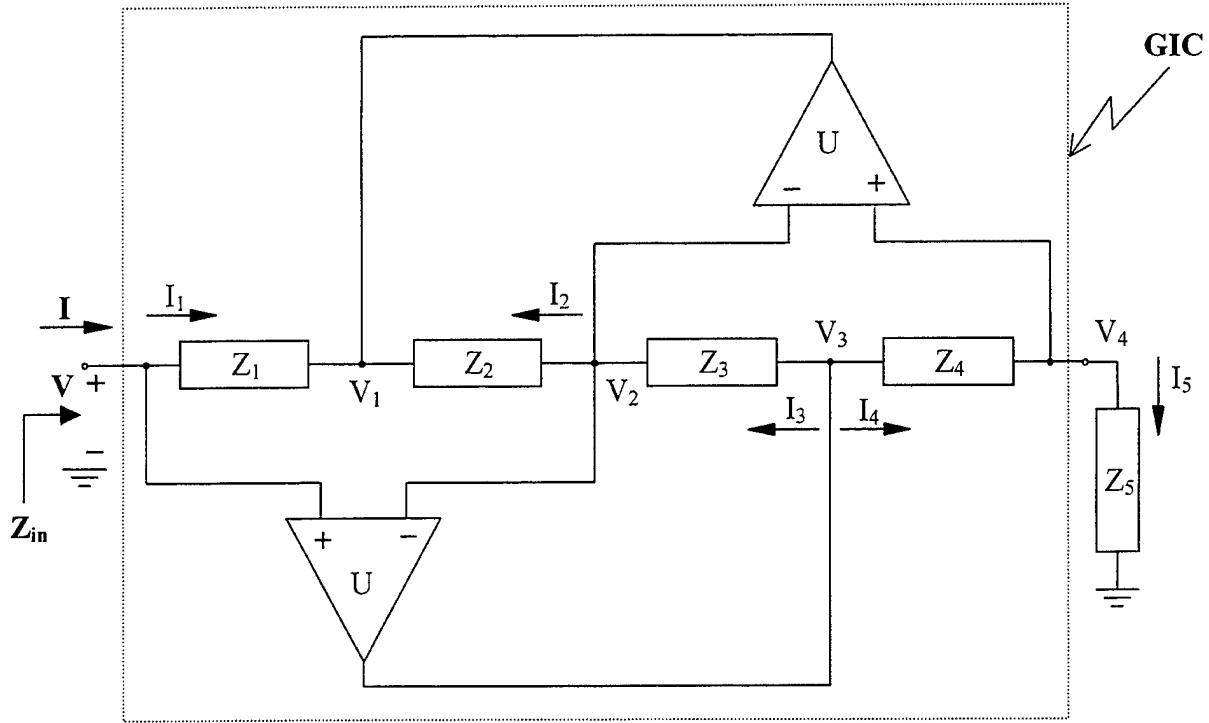 GIC
U
− +
I
I₁
I₂
Z₁
Z₂
Z₃
Z₄
V₃
V₄
V +
V₁
V₂
I₃
I₄
I₅
−
Z₅
Zin
+ −
U